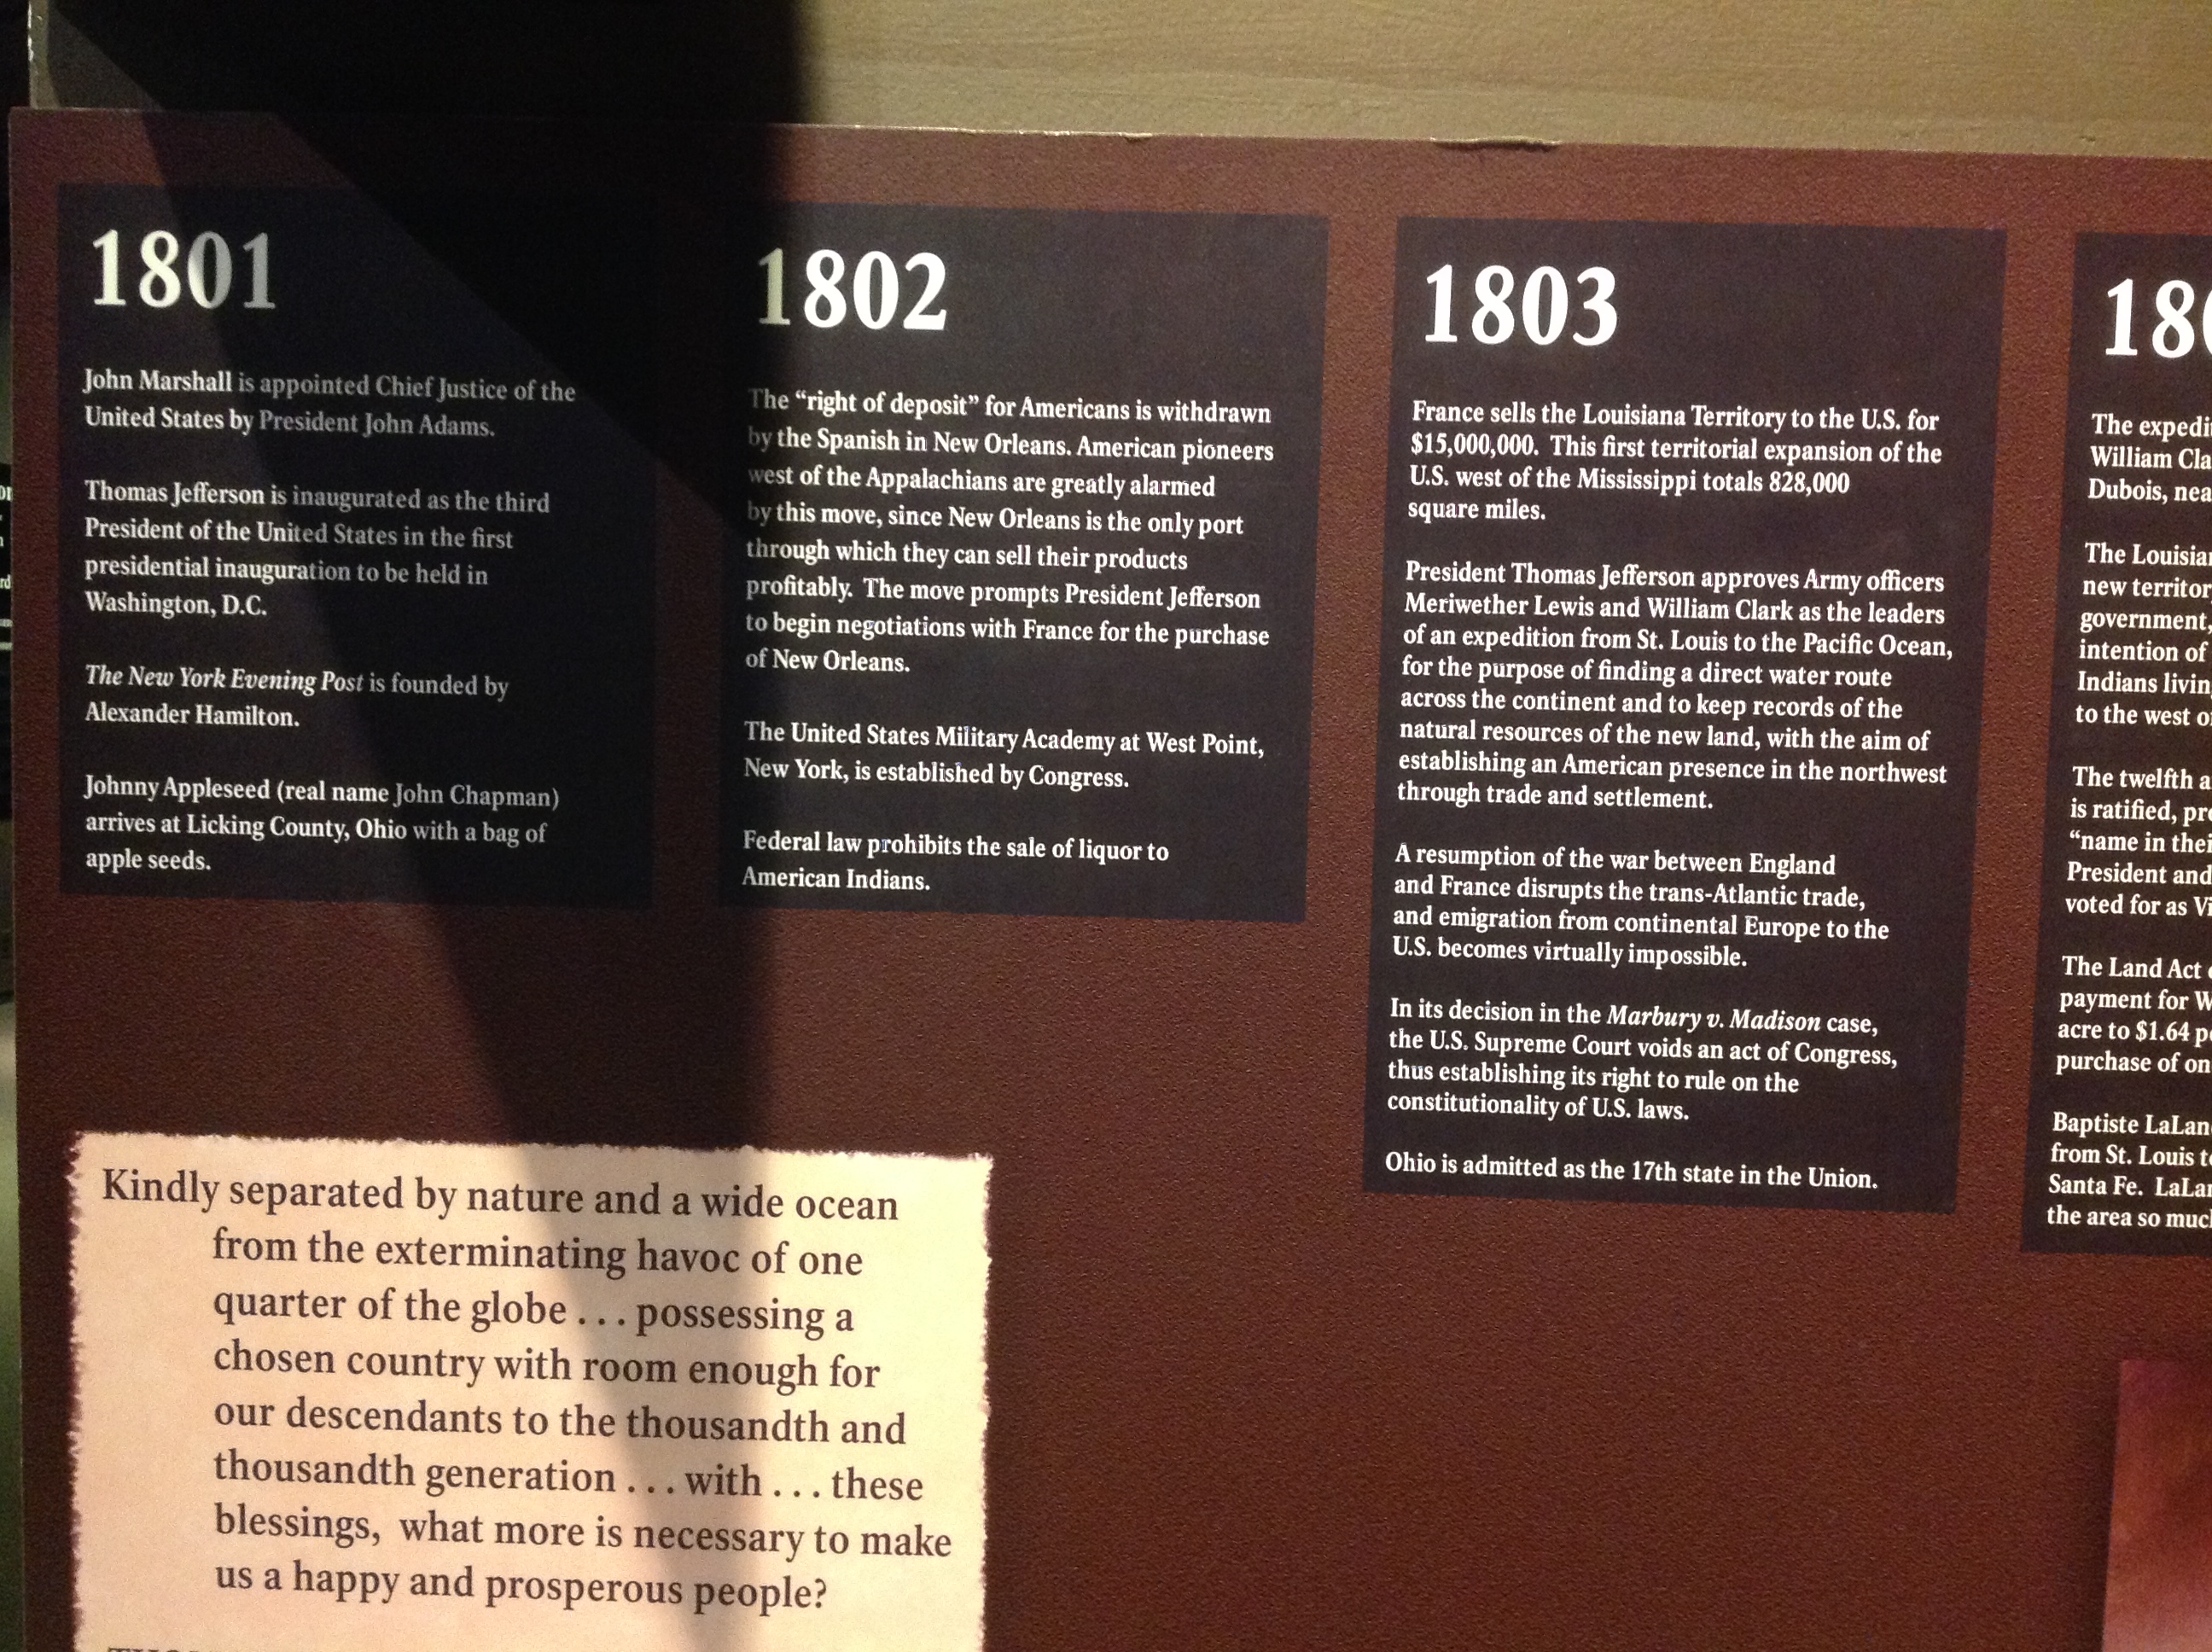 1801
John Marshall is appointed Chief Justice of the
United States by President John Adams.
Thomas Jefferson is inaugurated as the third
President of the United States in the first
presidential inauguration to be held in
Washington, D.C.
The New York Evening Post is founded by
Alexander Hamilton.
Johnny Appleseed (real name John Chapman)
arrives at Licking County, Ohio with a bag of
apple seeds.
1802
The “right of deposit” for Americans is withdrawn
by the Spanish in New Orleans. American pioneers
west of the Appalachians are greatly alarmed
by this move, since New Orleans is the only port
through which they can sell their products
profitably. The move prompts President Jefferson
to begin negotiations with France for the purchase
of New Orleans.
The United States Military Academy at West Point,
New York, is established by Congress.
Federal law prohibits the sale of liquor to
American Indians.
1803
France sells the Louisiana Territory to the U.S. for
$15,000,000. This first territorial expansion of the
U.S. west of the Mississippi totals 828,000
square miles.
President Thomas Jefferson approves Army officers
Meriwether Lewis and William Clark as the leaders
of an expedition from St. Louis to the Pacific Ocean,
for the purpose of finding a direct water route
across the continent and to keep records of the
natural resources of the new land, with the aim of
establishing an American presence in the northwest
through trade and settlement.
A resumption of the war between England
and France disrupts the trans-Atlantic trade,
and emigration from continental Europe to the
U.S. becomes virtually impossible.
In its decision in the Marbury v. Madison case,
the U.S. Supreme Court voids an act of Congress,
thus establishing its right to rule on the
constitutionality of U.S. laws.
Ohio is admitted as the 17th state in the Union.
The
William
Dubois,
The
new
government,
intention of
Indians
to the west
The twelfth
is ratified,
“name in
President and
voted for as
The Land Act
payment for
acre to $1.64
purchase of
Baptiste
from St. Louis
Santa Fe.
the area so
Kindly separated by nature and a wide ocean
from the exterminating havoc of one
quarter of the globe . . . possessing a
chosen country with room enough for
our descendants to the thousandth and
thousandth generation . . . with . . . these
blessings, what more is necessary to make
us a happy and prosperous people?